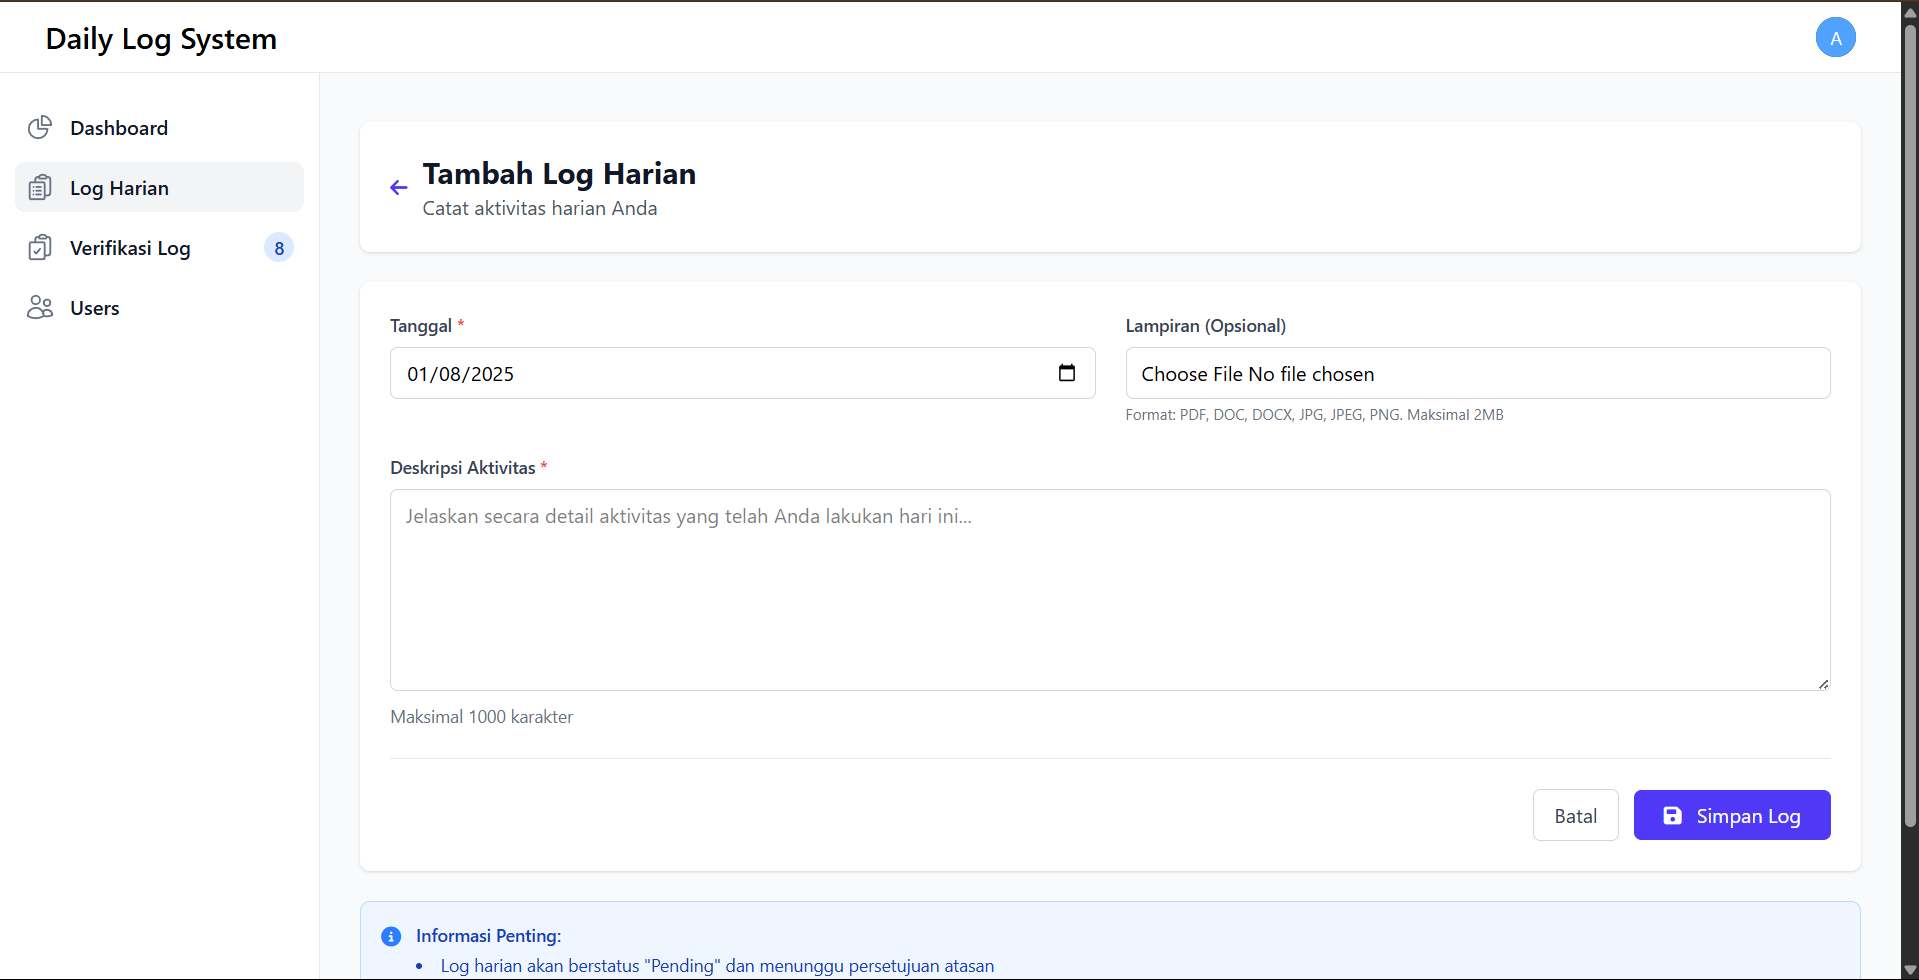 Daily Log System
A
Dashboard
Log Harian
Verifikasi Log 8
Users
Tambah Log Harian
Catat aktivitas harian Anda
Tanggal *
01/08/2025
Lampiran (Opsional)
Choose File No file chosen
Format: PDF, DOC, DOCX, JPG, JPEG, PNG. Maksimal 2MB
Deskripsi Aktivitas *
Jelaskan secara detail aktivitas yang telah Anda lakukan hari ini...
Maksimal 1000 karakter
Batal
Simpan Log
Informasi Penting:
• Log harian akan berstatus "Pending" dan menunggu persetujuan atasan